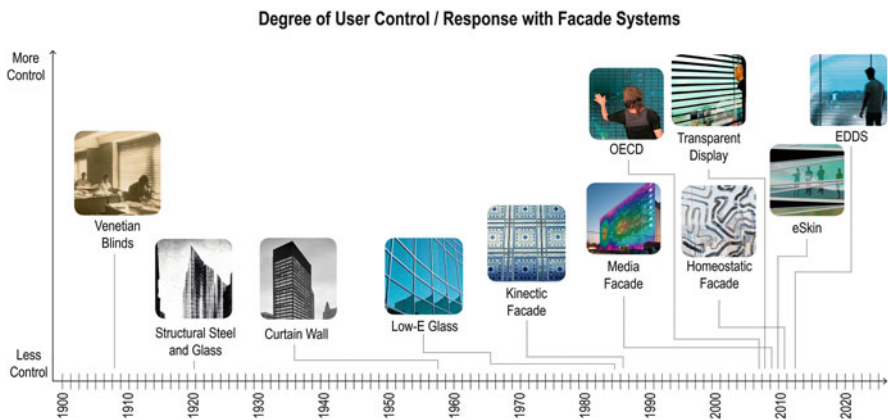 Degree of User Control / Response with Facade Systems
More
Control
OECD
Transparent
Display
EDDS
Venetian
Blinds
eSkin
Kinectic
Facade
Media
Facade
Homeostatic
Facade
Structural Steel
and Glass
Curtain Wall
Low-E Glass
Less
Control
1900
1910
1920
1930
1940
1950
1960
1970
1980
1990
2000
2010
2020